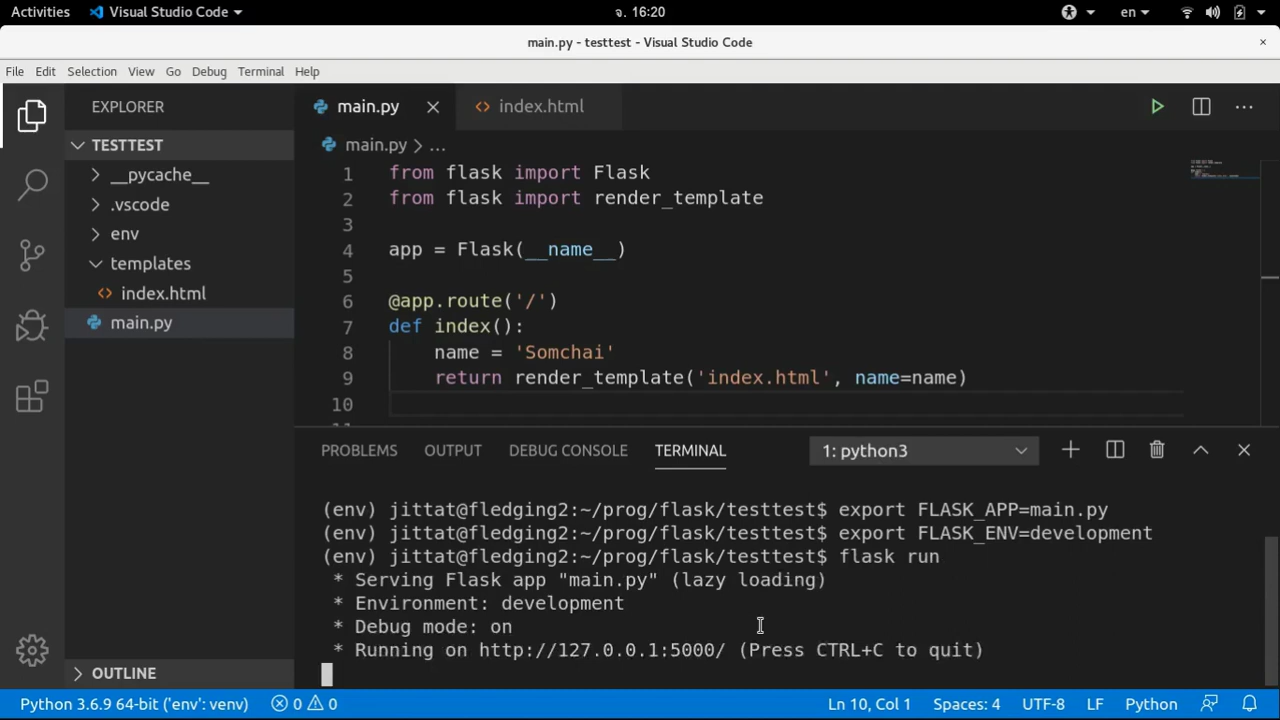 Activities Visual Studio Code จ. 16:20 en
main.py - testtest - Visual Studio Code ×
File Edit Selection View Go Debug Terminal Help
EXPLORER
main.py
index.html
TESTTEST
__pycache__
.vscode
env
templates
index.html
main.py
OUTLINE
main.py > ...
1 from flask import Flask
2 from flask import render_template
3
4 app = Flask(__name__)
5
6 @app.route('/')
7 def index():
8 name = 'Somchai'
9 return render_template('index.html', name=name)
10
PROBLEMS OUTPUT DEBUG CONSOLE TERMINAL 1: python3
(env) jittat@fledging2:~/prog/flask/testtest$ export FLASK_APP=main.py
(env) jittat@fledging2:~/prog/flask/testtest$ export FLASK_ENV=development
(env) jittat@fledging2:~/prog/flask/testtest$ flask run
* Serving Flask app "main.py" (lazy loading)
* Environment: development
* Debug mode: on
* Running on http://127.0.0.1:5000/ (Press CTRL+C to quit)
Python 3.6.9 64-bit ('env': venv) 0 0 Ln 10, Col 1 Spaces: 4 UTF-8 LF Python